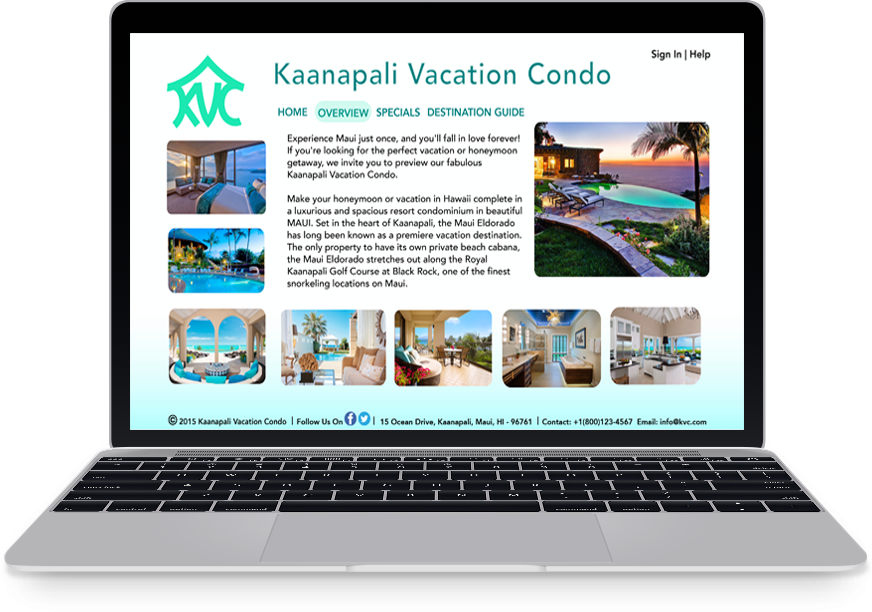 Sign In | Help
KVC
Kaanapali Vacation Condo
HOME OVERVIEW SPECIALS DESTINATION GUIDE
Experience Maui just once, and you'll fall in love forever!
If you're looking for the perfect vacation or honeymoon
getaway, we invite you to preview our fabulous
Kaanapali Vacation Condo.
Make your honeymoon or vacation in Hawaii complete in
a luxurious and spacious resort condominium in beautiful
MAUI. Set in the heart of Kaanapali, the Maui Eldorado
has long been known as a premiere vacation destination.
The only property to have its own private beach cabana,
the Maui Eldorado stretches out along the Royal
Kaanapali Golf Course at Black Rock, one of the finest
snorkeling locations on Maui.
© 2015 Kaanapali Vacation Condo | Follow Us On | 15 Ocean Drive, Kaanapali, Maui, HI - 96761 | Contact: +1(800)123-4567 Email: info@kvc.com